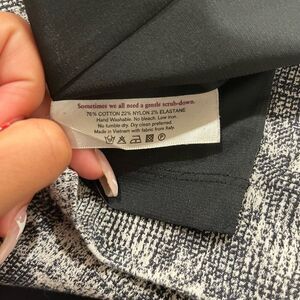 Sometimes we all need a gentle scrub-down.
76% COTTON 22% NYLON 2% ELASTANE
Hand Washable. No bleach. Low iron.
No tumble dry. Dry clean preferred.
Made in Vietnam with fabric from Italy.